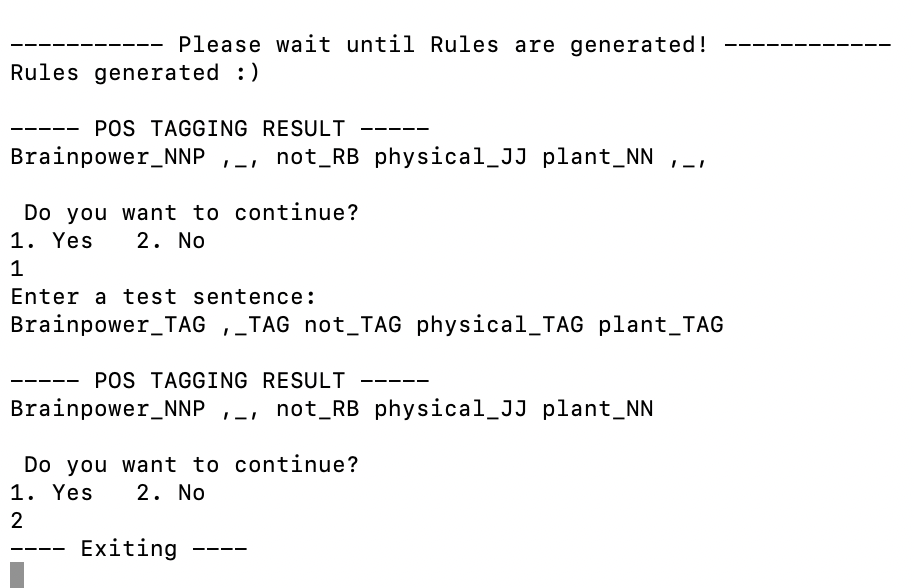 ----------- Please wait until Rules are generated! ------------
Rules generated :)
----- POS TAGGING RESULT -----
Brainpower_NNP ,_, not_RB physical_JJ plant_NN ,_,
Do you want to continue?
1. Yes   2. No
1
Enter a test sentence:
Brainpower_TAG ,_TAG not_TAG physical_TAG plant_TAG
----- POS TAGGING RESULT -----
Brainpower_NNP ,_, not_RB physical_JJ plant_NN
Do you want to continue?
1. Yes   2. No
2
---- Exiting ----